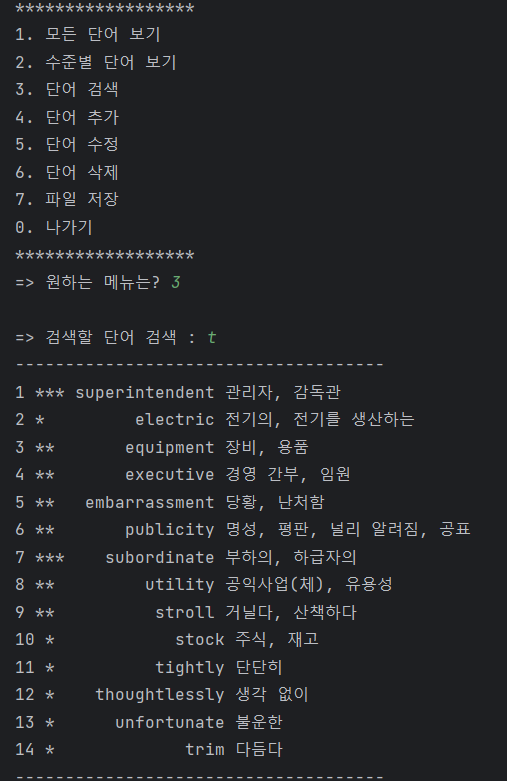 ******************
1. 모든 단어 보기
2. 수준별 단어 보기
3. 단어 검색
4. 단어 추가
5. 단어 수정
6. 단어 삭제
7. 파일 저장
0. 나가기
******************
=> 원하는 메뉴는? 3
=> 검색할 단어 검색 : t
-------------------------------------
1 *** superintendent 관리자, 감독관
2 *         electric 전기의, 전기를 생산하는
3 **       equipment 장비, 용품
4 **       executive 경영 간부, 임원
5 **   embarrassment 당황, 난처함
6 **       publicity 명성, 평판, 널리 알려짐, 공표
7 ***    subordinate 부하의, 하급자의
8 **         utility 공익사업(체), 유용성
9 **          stroll 거닐다, 산책하다
10 *            stock 주식, 재고
11 *          tightly 단단히
12 *    thoughtlessly 생각 없이
13 *      unfortunate 불운한
14 *             trim 다듬다
-------------------------------------